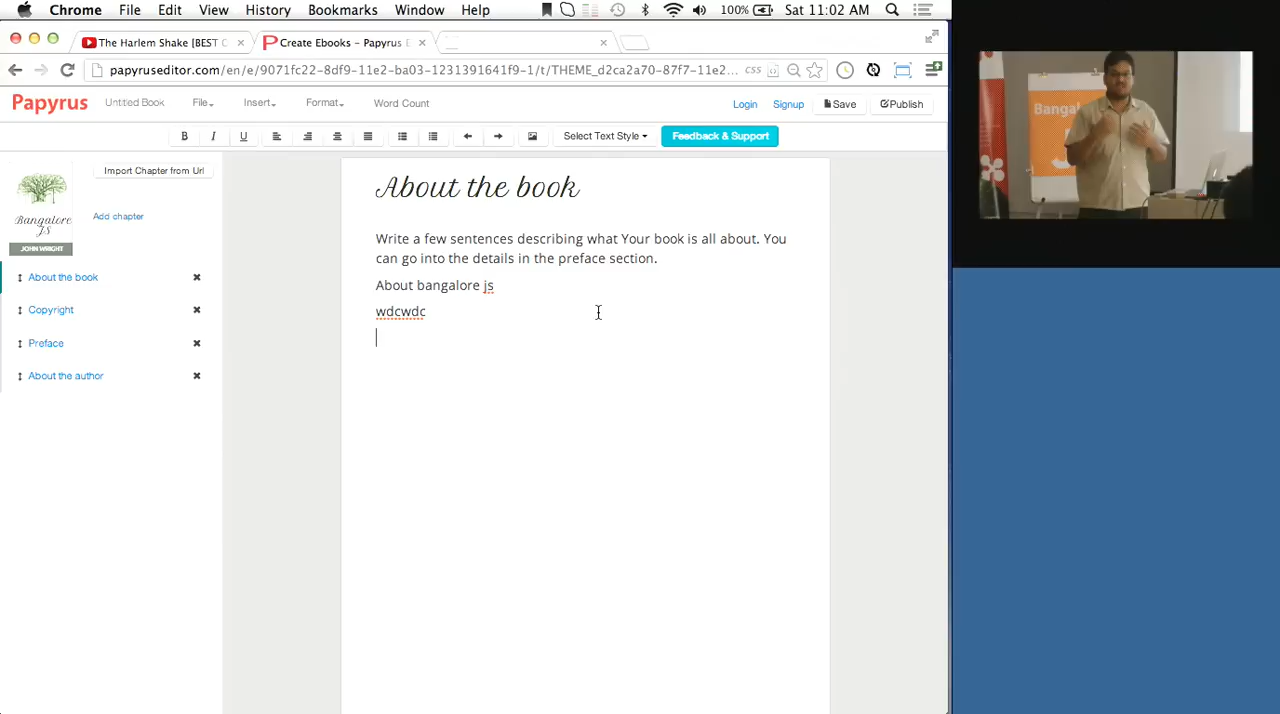 Chrome File Edit View History Bookmarks Window Help 100% Sat 11:02 AM
The Harlem Shake [BEST C
Create Ebooks – Papyrus E
papyruseditor.com/en/e/9071fc22-8df9-11e2-ba03-1231391641f9-1/t/THEME_d2ca2a70-87f7-11e2... CSS
Papyrus Untitled Book File Insert Format Word Count Login Signup Save Publish
B I U Select Text Style Feedback & Support
Import Chapter from Url
Add chapter
Bangalore
JS
JOHN WRIGHT
About the book
Copyright
Preface
About the author
About the book
Write a few sentences describing what Your book is all about. You
can go into the details in the preface section.
About bangalore js
wdcwdc